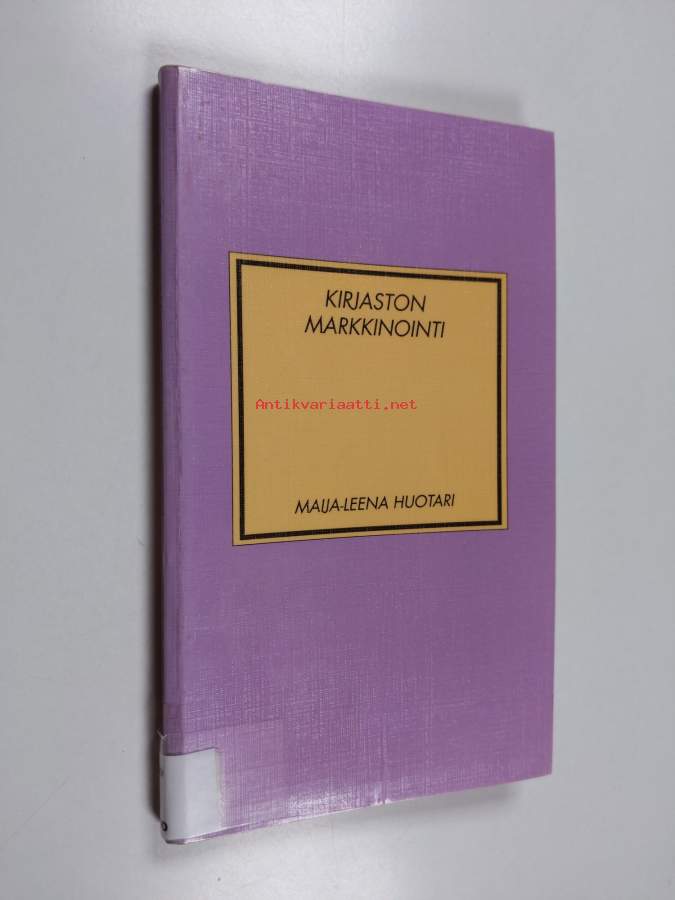 KIRJASTON
MARKKINOINTI
Antikvariaatti.net
MAIJA-LEENA HUOTARI